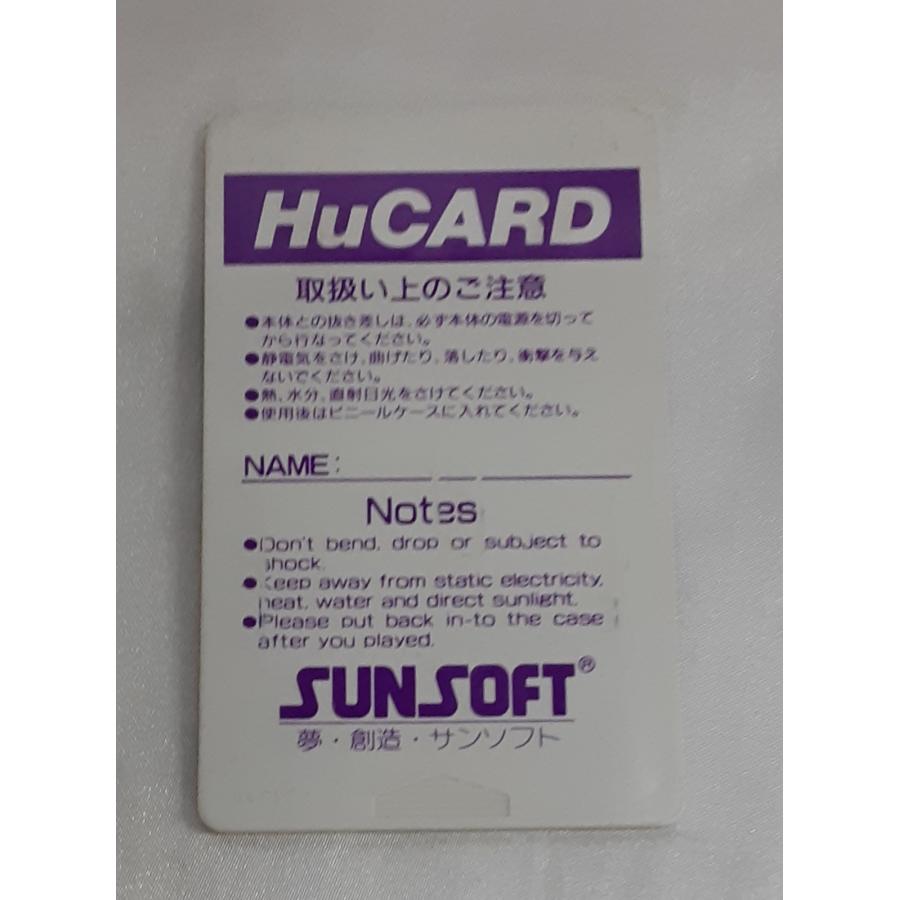 HuCARD
取扱い上のご注意
●本体との抜き差しは、必ず本体の電源を切って
から行なってください。
●静電気をさけ、曲げたり、落したり、衝撃を与え
ないでください。
●熱、水分、直射日光をさけてください。
●使用後はビニールケースに入れてください。
NAME:
Notes
●Don't bend, drop or subject to
shock.
●Keep away from static electricity,
heat, water and direct sunlight.
●Please put back in-to the case
after you played.
SUNSOFT®
夢・創造・サンソフト